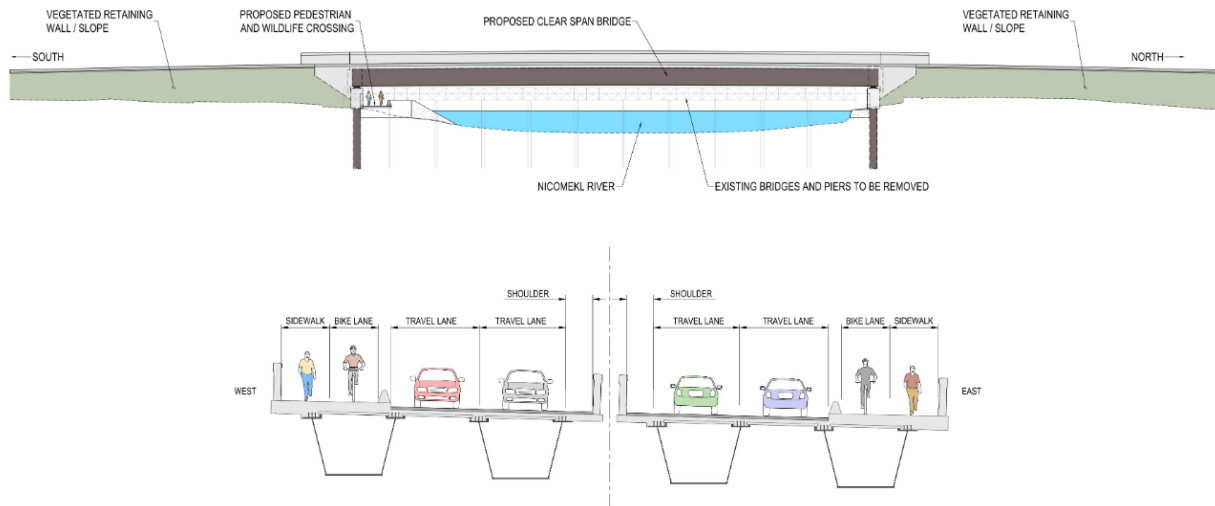 VEGETATED RETAINING
WALL / SLOPE
PROPOSED PEDESTRIAN
AND WILDLIFE CROSSING
PROPOSED CLEAR SPAN BRIDGE
VEGETATED RETAINING
WALL / SLOPE
SOUTH
NORTH
NICOMEKL RIVER
EXISTING BRIDGES AND PIERS TO BE REMOVED
SHOULDER
SHOULDER
SIDEWALK
BIKE LANE
TRAVEL LANE
TRAVEL LANE
TRAVEL LANE
TRAVEL LANE
BIKE LANE
SIDEWALK
WEST
EAST